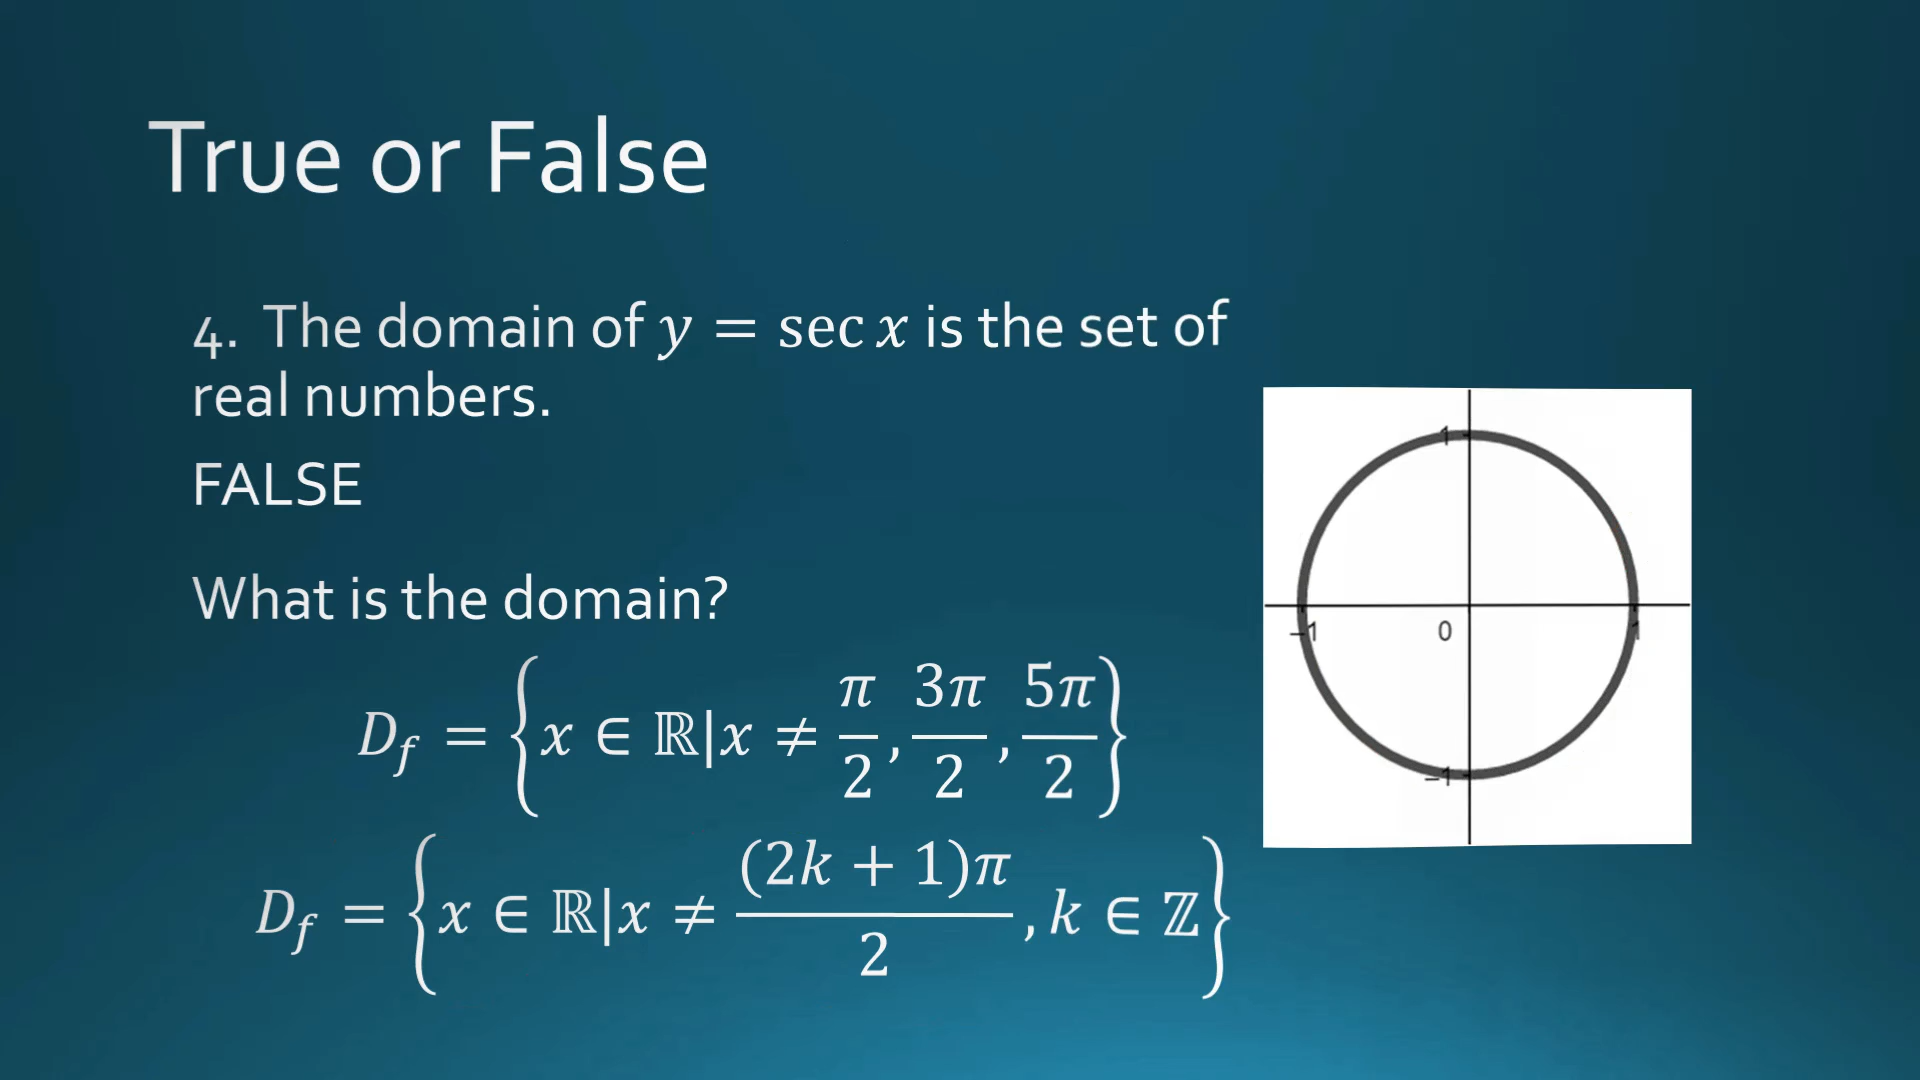 True or False
4. The domain of y = sec x is the set of
real numbers.
FALSE
What is the domain?
D_f = {x ∈ ℝ|x ≠ π/2, 3π/2, 5π/2}
D_f = {x ∈ ℝ|x ≠ (2k + 1)π/2, k ∈ ℤ}
1
–1 0 1
–1